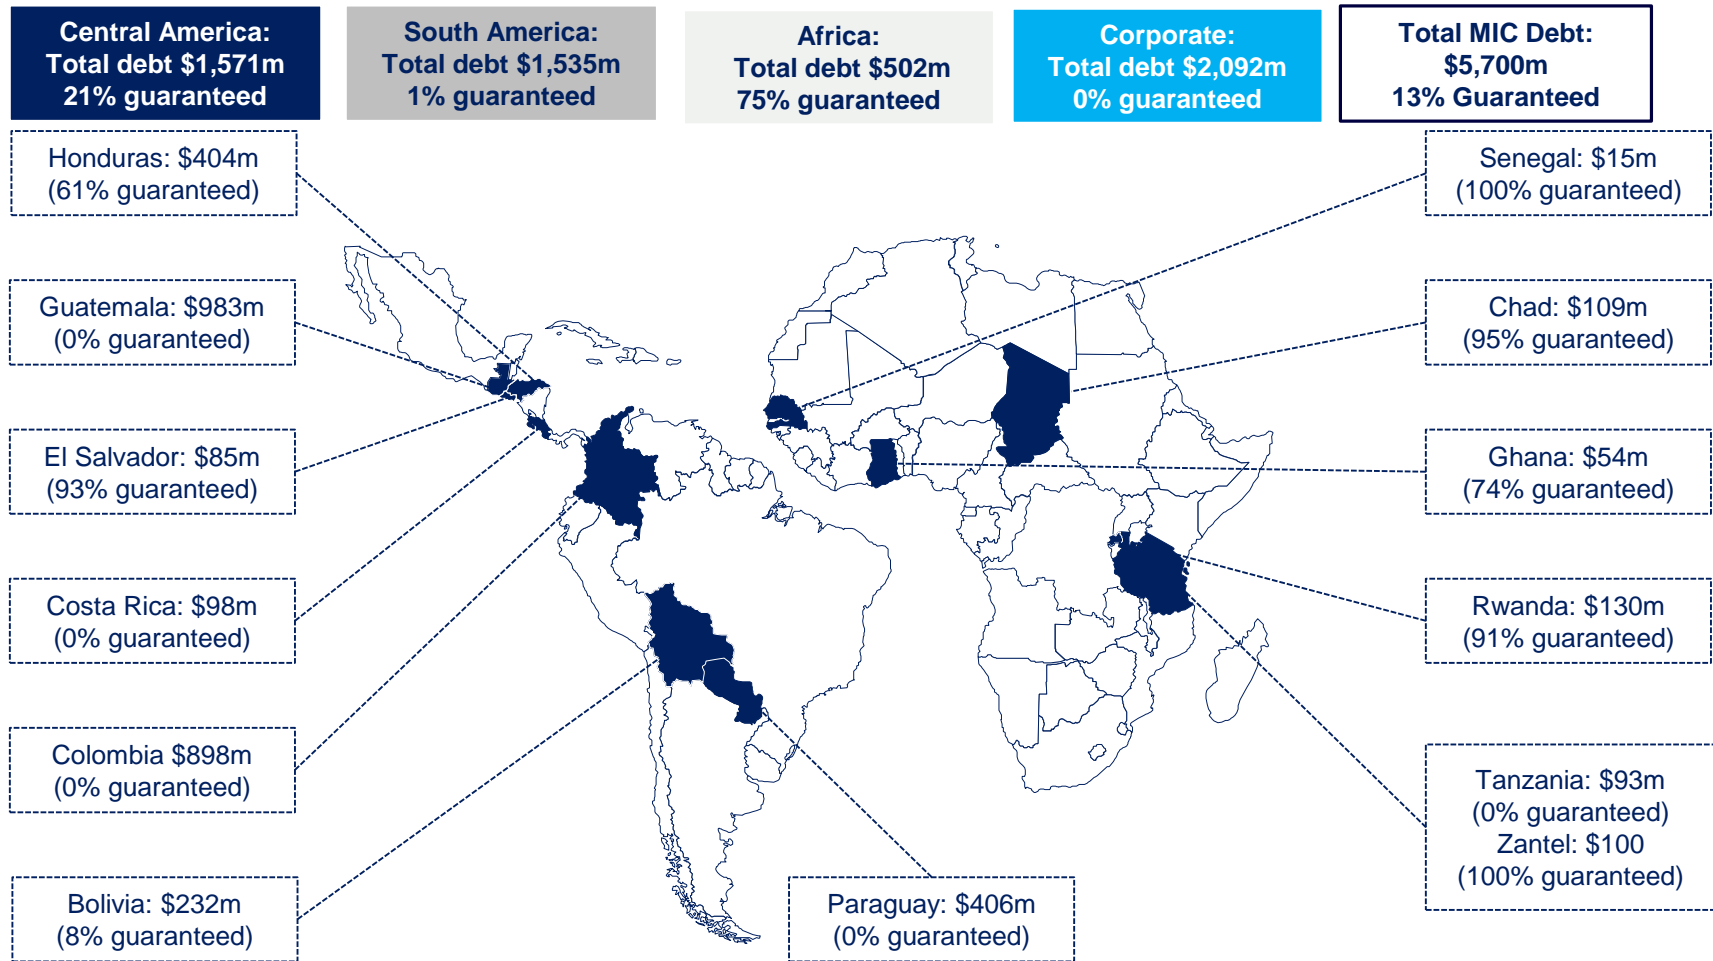 Central America:
Total debt $1,571m
21% guaranteed
South America:
Total debt $1,535m
1% guaranteed
Africa:
Total debt $502m
75% guaranteed
Corporate:
Total debt $2,092m
0% guaranteed
Total MIC Debt:
$5,700m
13% Guaranteed
Honduras: $404m
(61% guaranteed)
Guatemala: $983m
(0% guaranteed)
El Salvador: $85m
(93% guaranteed)
Costa Rica: $98m
(0% guaranteed)
Colombia $898m
(0% guaranteed)
Bolivia: $232m
(8% guaranteed)
Paraguay: $406m
(0% guaranteed)
Senegal: $15m
(100% guaranteed)
Chad: $109m
(95% guaranteed)
Ghana: $54m
(74% guaranteed)
Rwanda: $130m
(91% guaranteed)
Tanzania: $93m
(0% guaranteed)
Zantel: $100
(100% guaranteed)